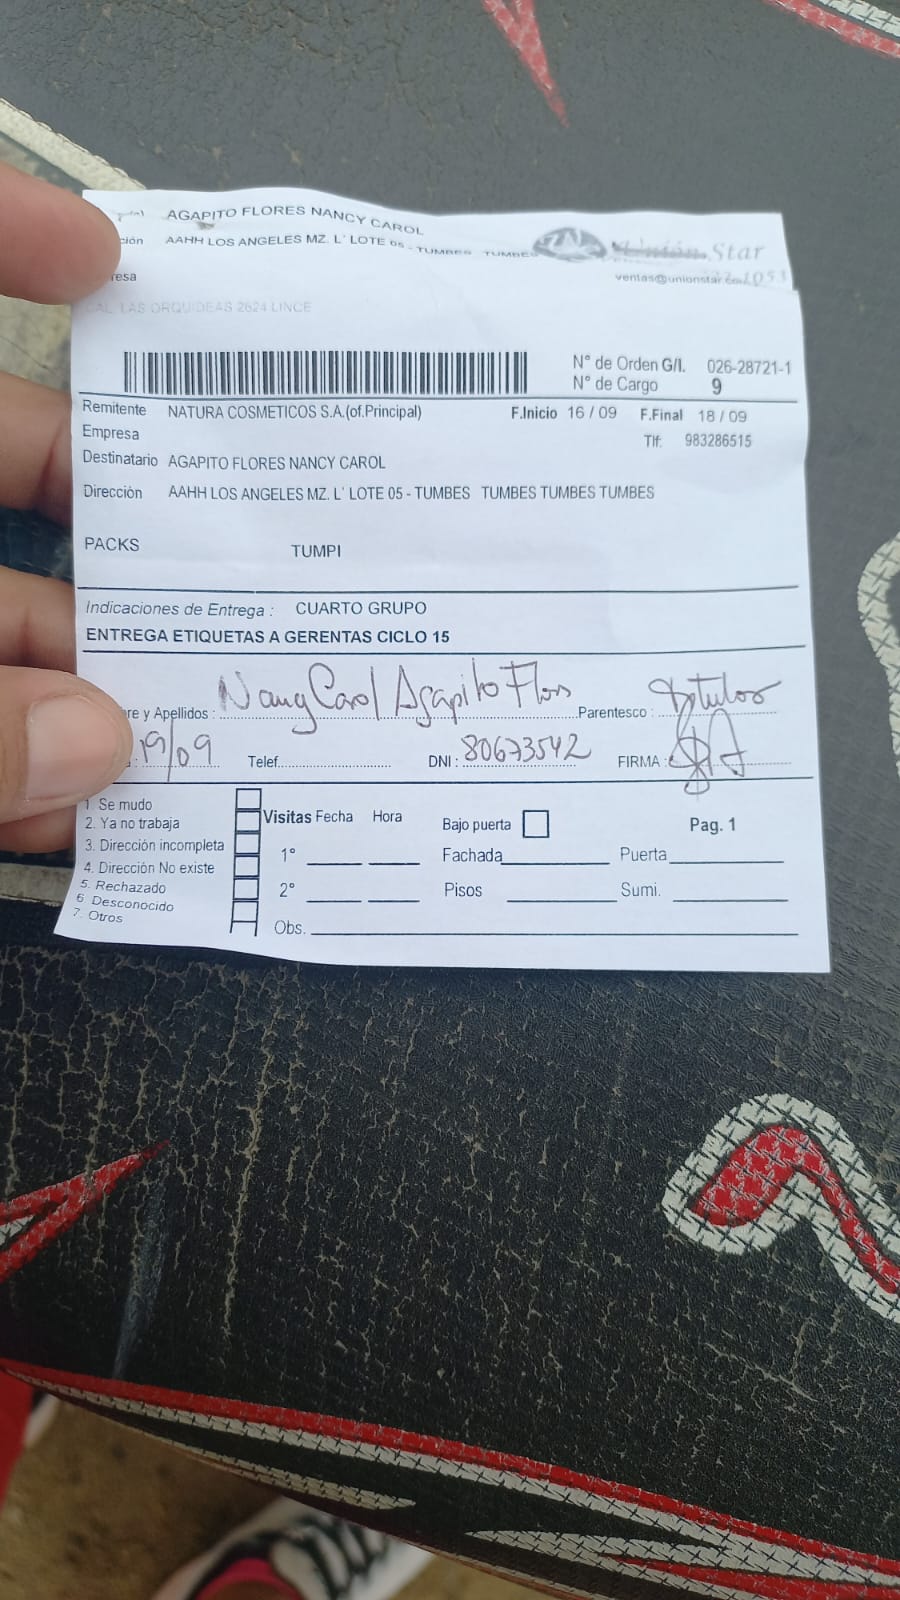 AGAPITO FLORES NANCY CAROL
ción AAHH LOS ANGELES MZ. L' LOTE 05 - TUMBES TUMBES
Unión Star
resa
ventas@unionstar.com
CAL. LAS ORQUIDEAS 2624 LINCE
N° de Orden G/I. 026-28721-1
N° de Cargo 9
Remitente NATURA COSMETICOS S.A.(of.Principal) F.Inicio 16 / 09 F.Final 18 / 09
Empresa Tlf: 983286515
Destinatario AGAPITO FLORES NANCY CAROL
Dirección AAHH LOS ANGELES MZ. L' LOTE 05 - TUMBES TUMBES TUMBES TUMBES
PACKS TUMPI
Indicaciones de Entrega : CUARTO GRUPO
ENTREGA ETIQUETAS A GERENTAS CICLO 15
re y Apellidos : Nancy Carol Agapito Flores Parentesco :
: 19/09 Telef. DNI : 80673542 FIRMA :
1. Se mudo
2. Ya no trabaja
3. Dirección incompleta
4. Dirección No existe
5. Rechazado
6 Desconocido
7. Otros
Visitas Fecha Hora Bajo puerta Pag. 1
1° Fachada Puerta
2° Pisos Sumi.
Obs.